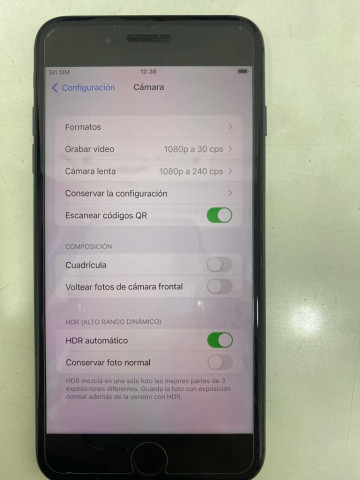 Sin SIM 12:36
Configuración Cámara
Formatos
Grabar video 1080p a 30 cps
Cámara lenta 1080p a 240 cps
Conservar la configuración
Escanear códigos QR
COMPOSICIÓN
Cuadrícula
Voltear fotos de cámara frontal
HDR (ALTO RANGO DINÁMICO)
HDR automático
Conservar foto normal
HDR mezcla en una sola foto las mejores partes de 3
exposiciones diferentes. Guarda la foto con exposición
normal además de la versión con HDR.